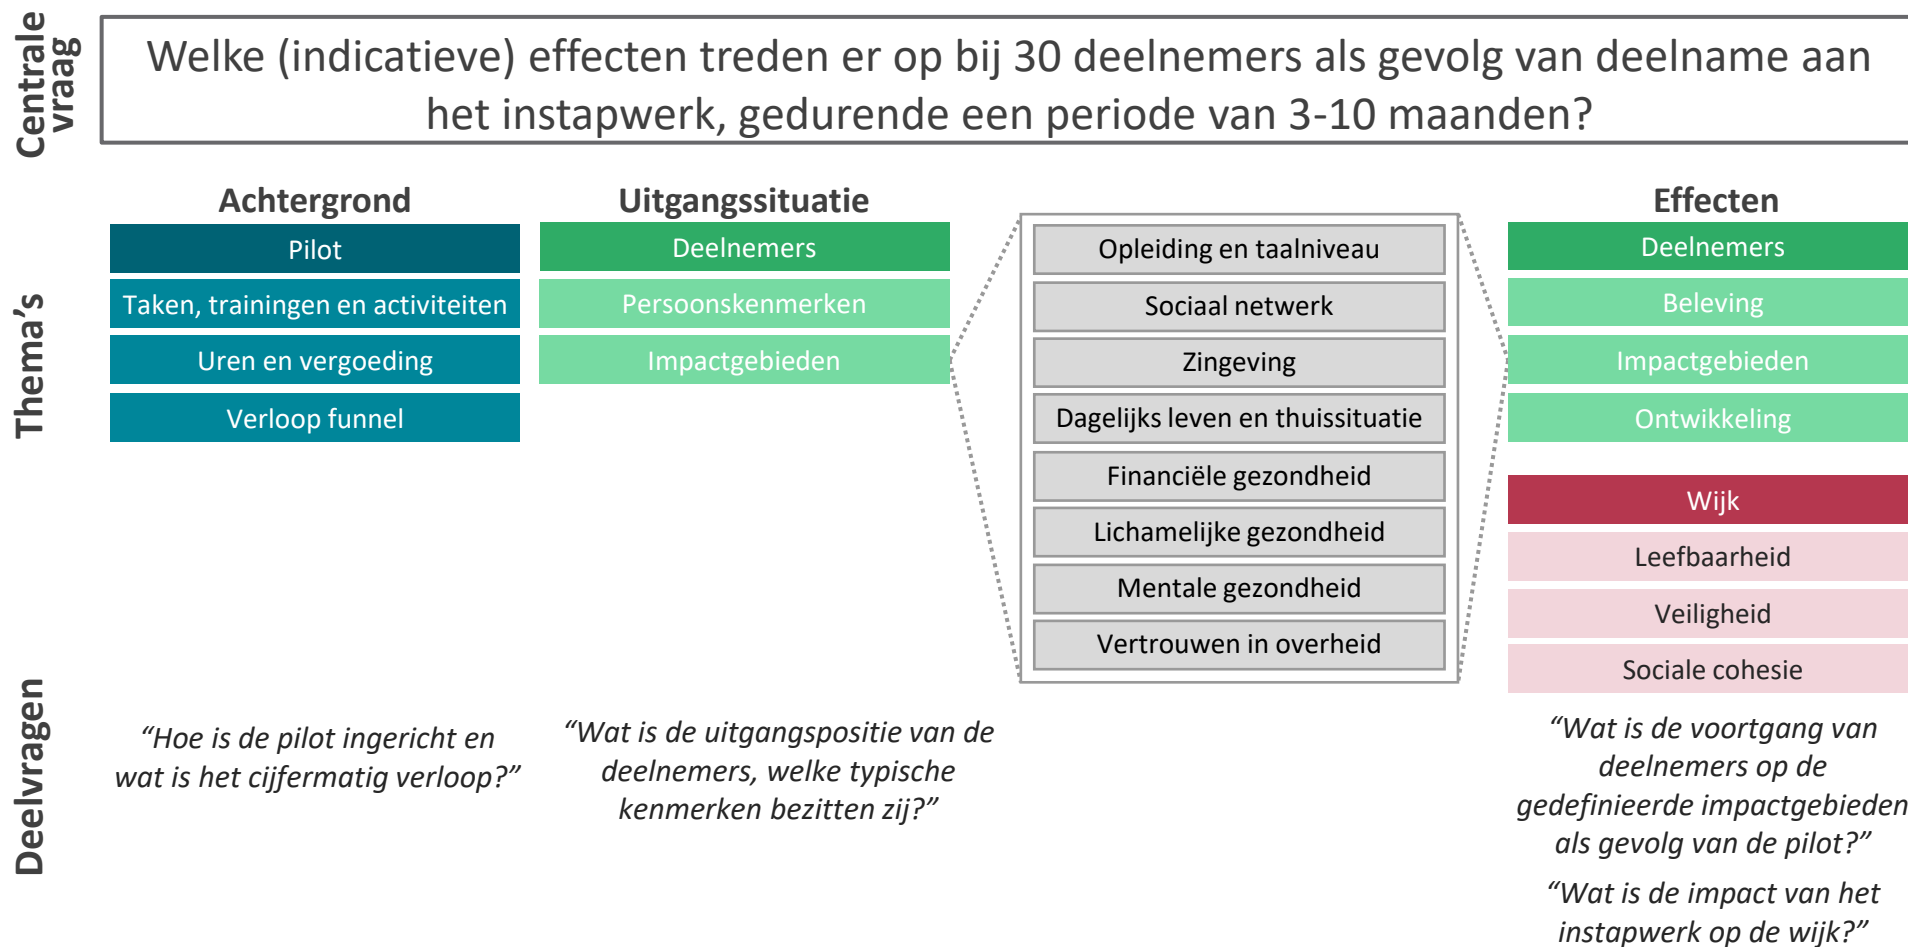 Centrale
vraag
Welke (indicatieve) effecten treden er op bij 30 deelnemers als gevolg van deelname aan
het instapwerk, gedurende een periode van 3-10 maanden?
Thema's
Achtergrond
Pilot
Taken, trainingen en activiteiten
Uren en vergoeding
Verloop funnel
Uitgangssituatie
Deelnemers
Persoonskenmerken
Impactgebieden
Opleiding en taalniveau
Sociaal netwerk
Zingeving
Dagelijks leven en thuissituatie
Financiële gezondheid
Lichamelijke gezondheid
Mentale gezondheid
Vertrouwen in overheid
Effecten
Deelnemers
Beleving
Impactgebieden
Ontwikkeling
Wijk
Leefbaarheid
Veiligheid
Sociale cohesie
Deelvragen
“Hoe is de pilot ingericht en
wat is het cijfermatig verloop?”
“Wat is de uitgangspositie van de
deelnemers, welke typische
kenmerken bezitten zij?”
“Wat is de voortgang van
deelnemers op de
gedefinieerde impactgebieden
als gevolg van de pilot?”
“Wat is de impact van het
instapwerk op de wijk?”